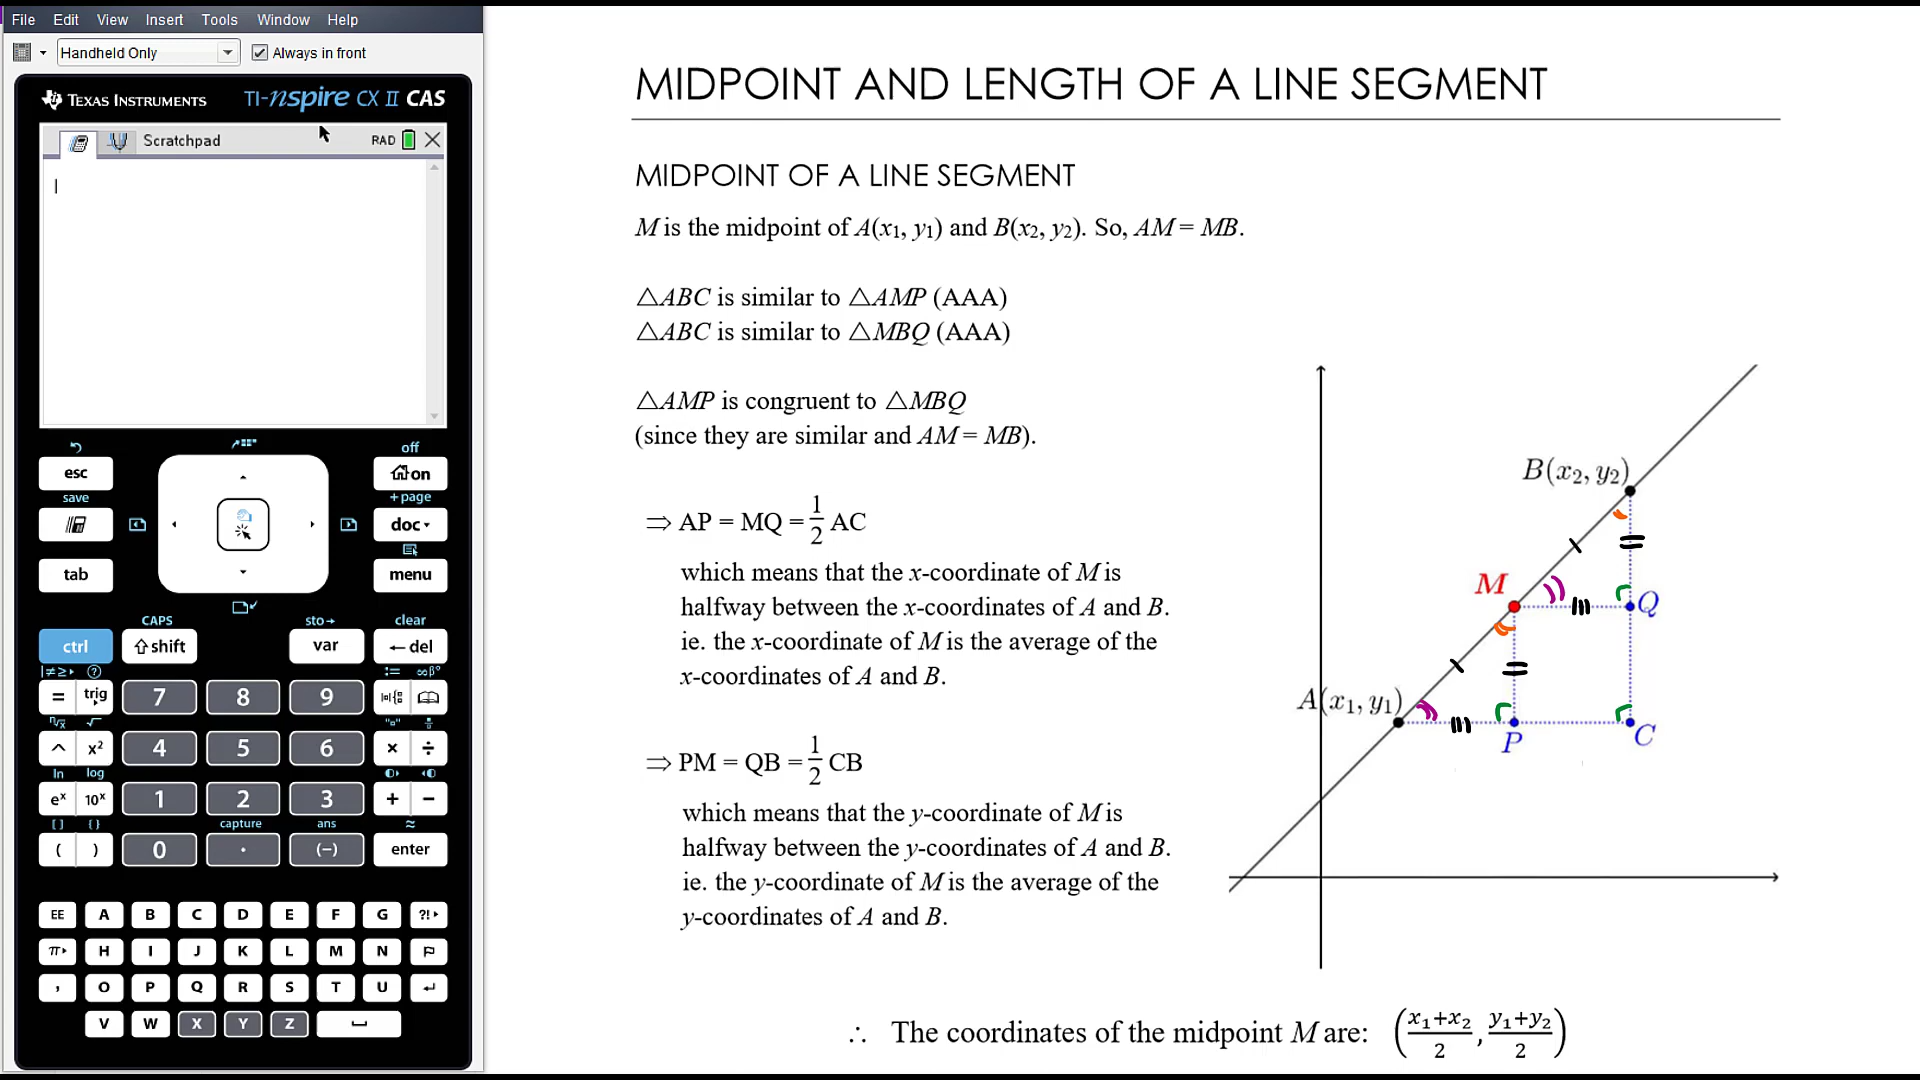 File Edit View Insert Tools Window Help
Handheld Only
Always in front
TEXAS INSTRUMENTS TI-nspire CX II CAS
Scratchpad RAD
esc
save
tab
off
on
+ page
doc
menu
CAPS
sto→
clear
ctrl
shift
var
←del
|≠≥▸ ?
:= ∞β°
= trig 7 8 9
ⁿ√x √
^ x² 4 5 6 × ÷
ln log
eˣ 10ˣ 1 2 3 + −
[ ] { } capture ans ≈
( ) 0 . (−) enter
EE A B C D E F G ?!▸
π▸ H I J K L M N
, O P Q R S T U ↵
V W X Y Z
MIDPOINT AND LENGTH OF A LINE SEGMENT
MIDPOINT OF A LINE SEGMENT
M is the midpoint of A(x₁, y₁) and B(x₂, y₂). So, AM = MB.
△ABC is similar to △AMP (AAA)
△ABC is similar to △MBQ (AAA)
△AMP is congruent to △MBQ
(since they are similar and AM = MB).
⇒ AP = MQ = 1/2 AC
which means that the x-coordinate of M is
halfway between the x-coordinates of A and B.
ie. the x-coordinate of M is the average of the
x-coordinates of A and B.
⇒ PM = QB = 1/2 CB
which means that the y-coordinate of M is
halfway between the y-coordinates of A and B.
ie. the y-coordinate of M is the average of the
y-coordinates of A and B.
B(x₂, y₂)
M
Q
A(x₁, y₁)
P
C
∴ The coordinates of the midpoint M are: ((x₁+x₂)/2, (y₁+y₂)/2)